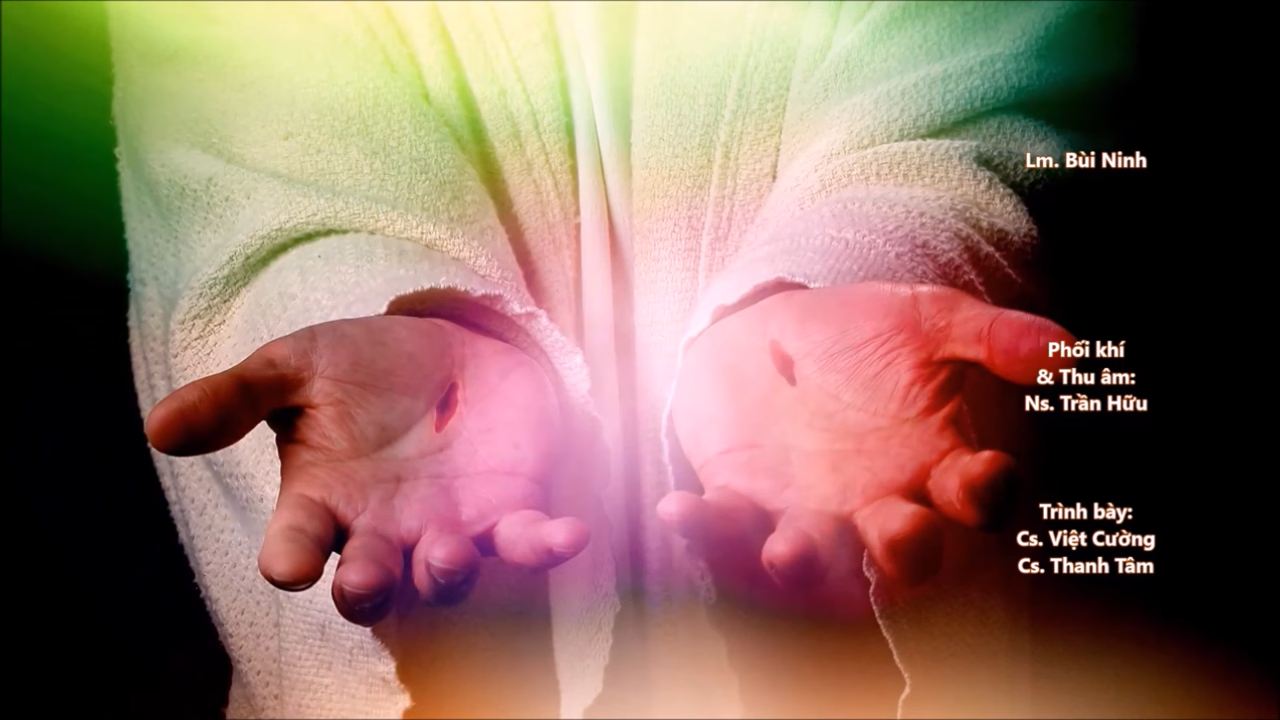 Lm. Bùi Ninh
Phối khí
& Thu âm:
Ns. Trần Hữu
Trình bày:
Cs. Việt Cường
Cs. Thanh Tâm